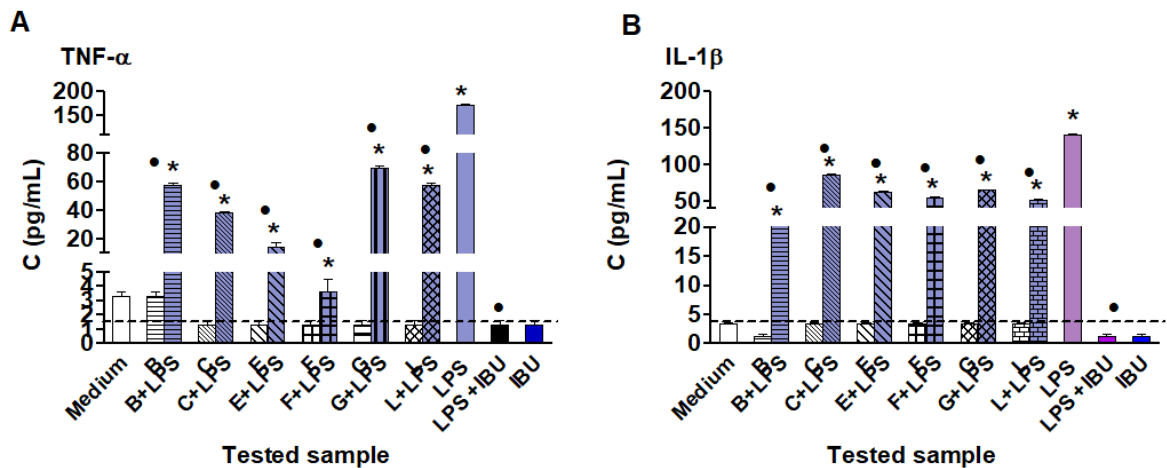 A
TNF-α
200
150
80
60
40
20
5
4
3
2
1
0
C (pg/mL)
Medium
B
B+LPS
C
C+LPS
E
E+LPS
F
F+LPS
G
G+LPS
L
L+LPS
LPS
LPS+IBU
IBU
Tested sample
B
IL-1β
200
150
100
50
20
15
10
5
0
C (pg/mL)
Medium
B
B+LPS
C
C+LPS
E
E+LPS
F
F+LPS
G
G+LPS
L
L+LPS
LPS
LPS +IBU
IBU
Tested sample